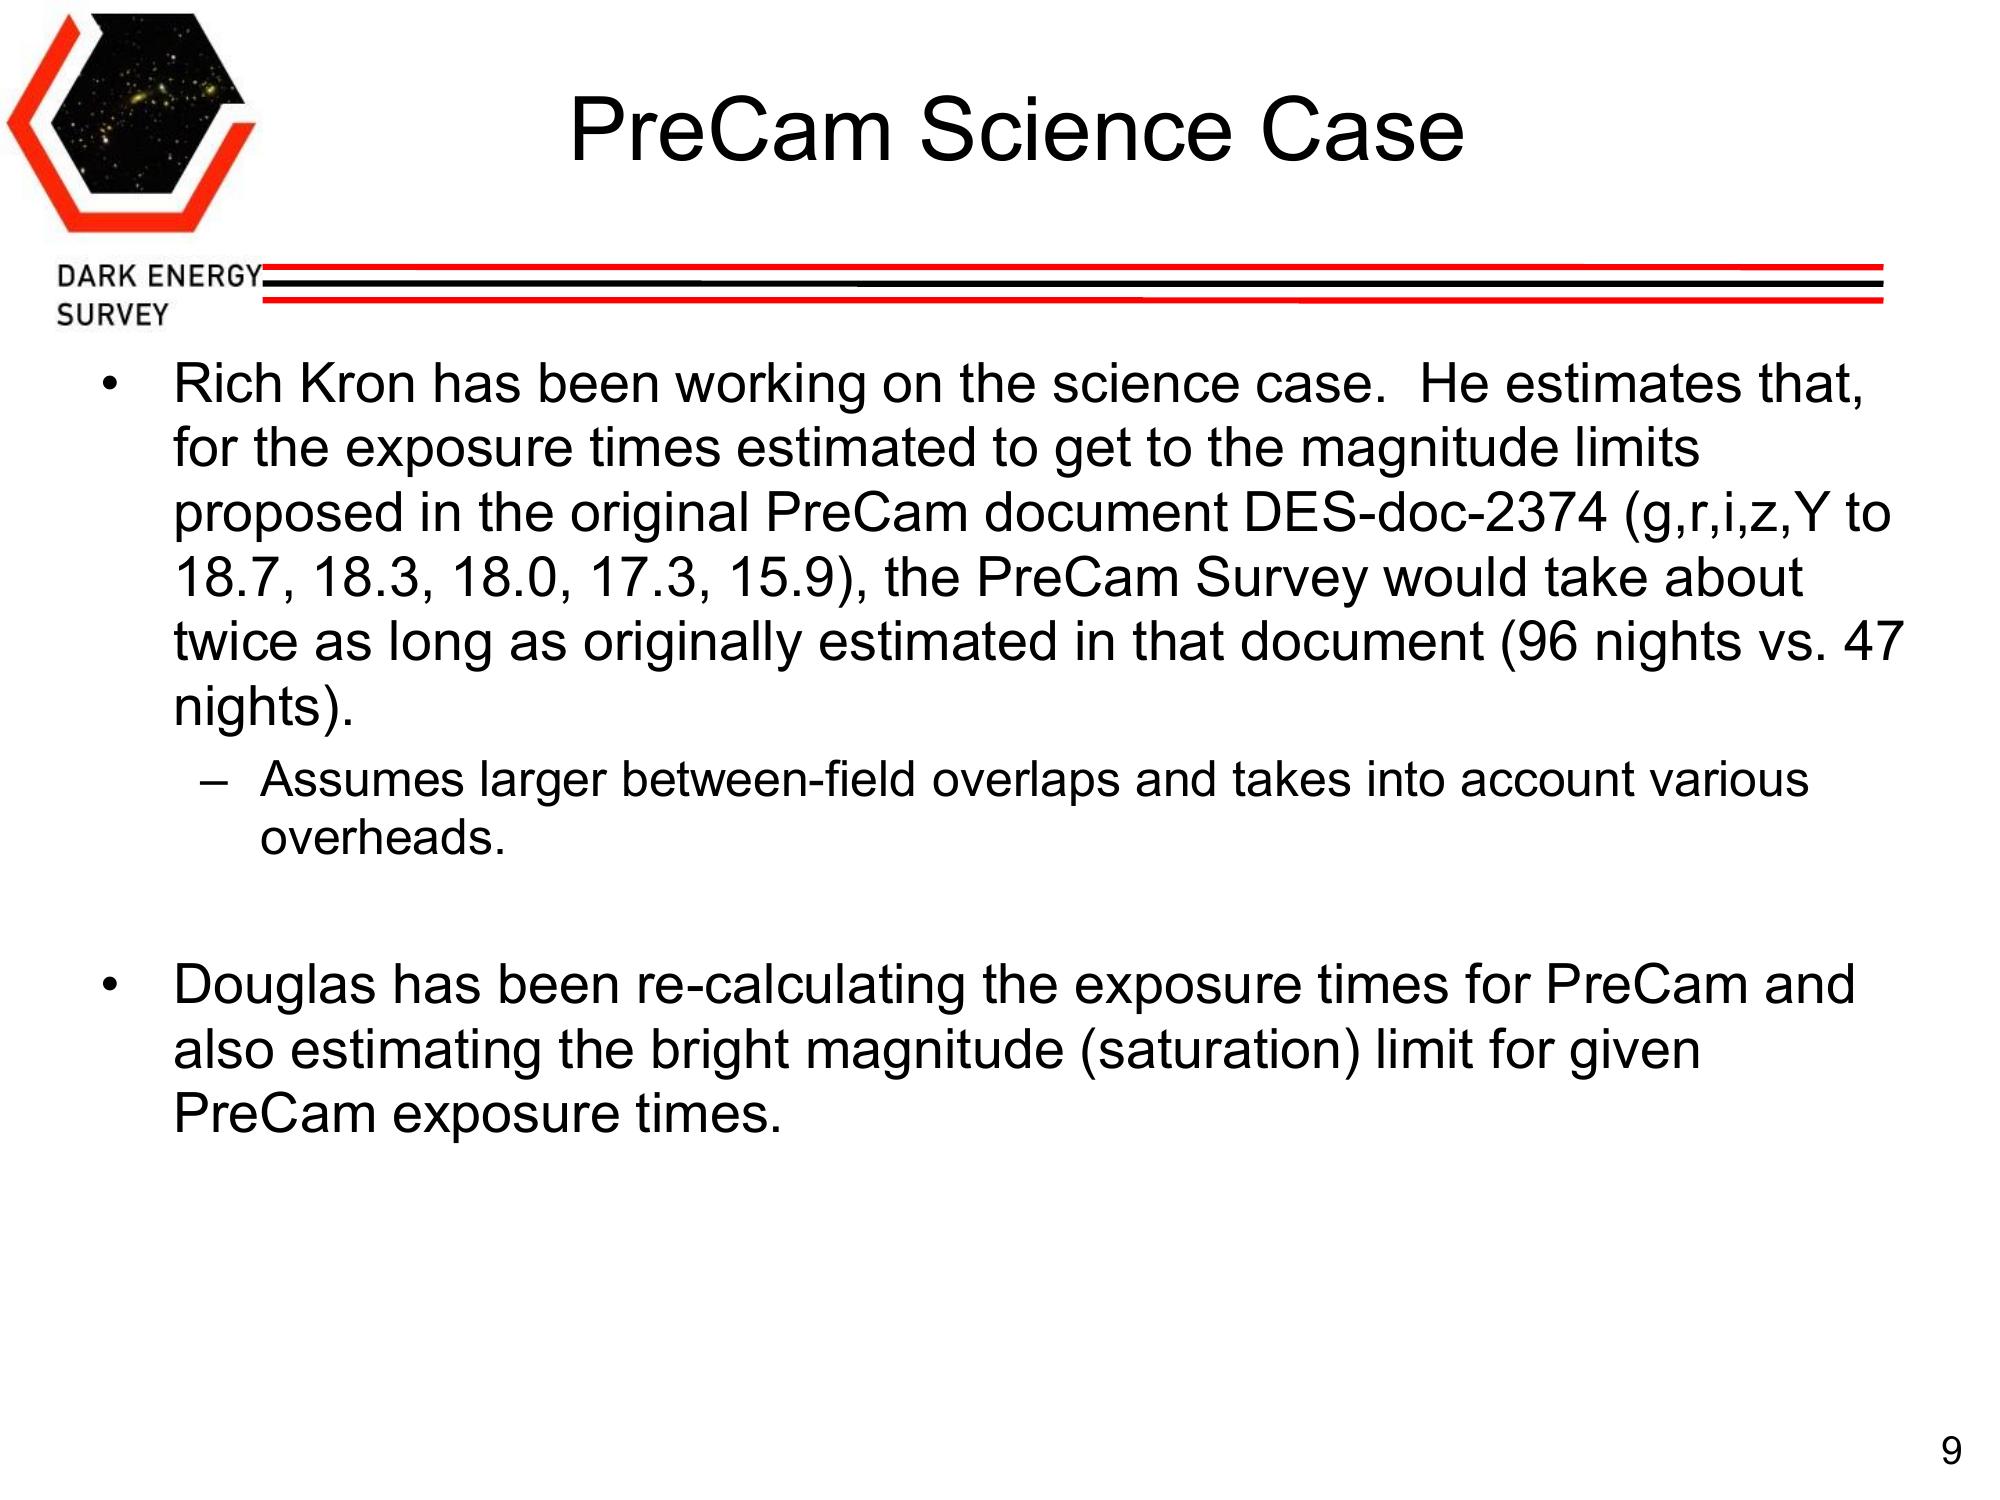 PreCam Science Case
DARK ENERGY
SURVEY
• Rich Kron has been working on the science case.  He estimates that,
for the exposure times estimated to get to the magnitude limits
proposed in the original PreCam document DES-doc-2374 (g,r,i,z,Y to
18.7, 18.3, 18.0, 17.3, 15.9), the PreCam Survey would take about
twice as long as originally estimated in that document (96 nights vs. 47
nights).
– Assumes larger between-field overlaps and takes into account various
overheads.
• Douglas has been re-calculating the exposure times for PreCam and
also estimating the bright magnitude (saturation) limit for given
PreCam exposure times.
9